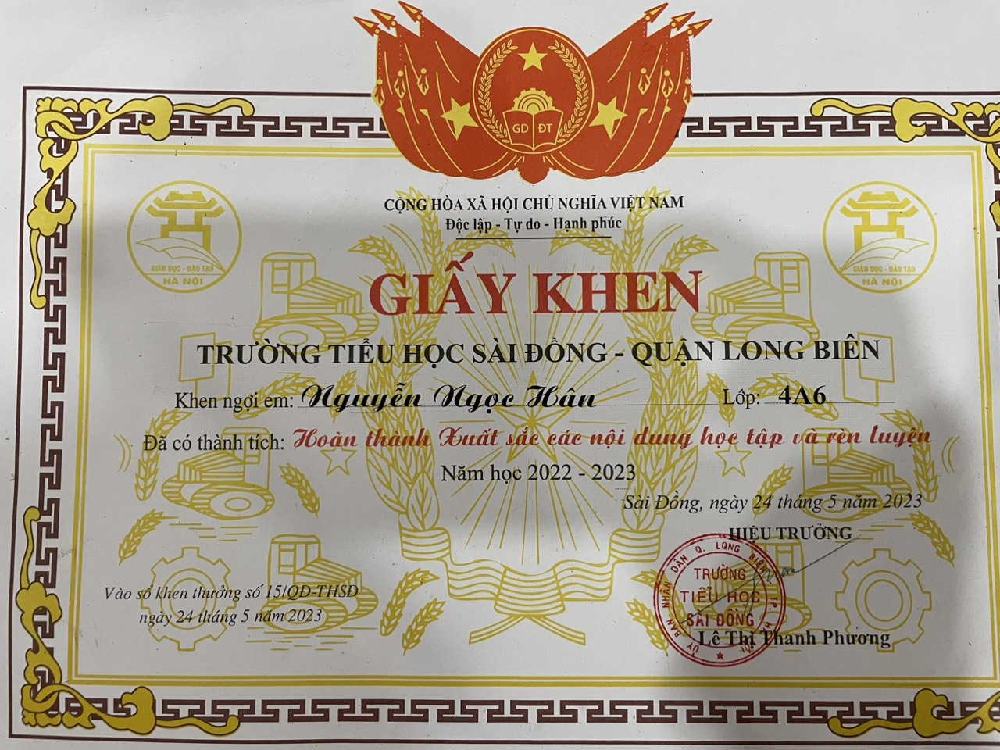 GD ĐT
CỘNG HÒA XÃ HỘI CHỦ NGHĨA VIỆT NAM
Độc lập - Tự do - Hạnh phúc
GIÁO DỤC - ĐÀO TẠO
HÀ NỘI
GIÁO DỤC - ĐÀO TẠO
HÀ NỘI
GIẤY KHEN
TRƯỜNG TIỂU HỌC SÀI ĐỒNG - QUẬN LONG BIÊN
Khen ngợi em: Nguyễn Ngọc Hân Lớp: 4A6
Đã có thành tích: Hoàn thành Xuất sắc các nội dung học tập và rèn luyện
Năm học 2022 - 2023
Sài Đồng, ngày 24 tháng 5 năm 2023
HIỆU TRƯỞNG
ỦY BAN NHÂN DÂN Q. LONG BIÊN TP. HÀ NỘI
TRƯỜNG
TIỂU HỌC
SÀI ĐỒNG
Lê Thị Thanh Phương
Vào sổ khen thưởng số 15/QĐ-THSĐ
ngày 24 tháng 5 năm 2023